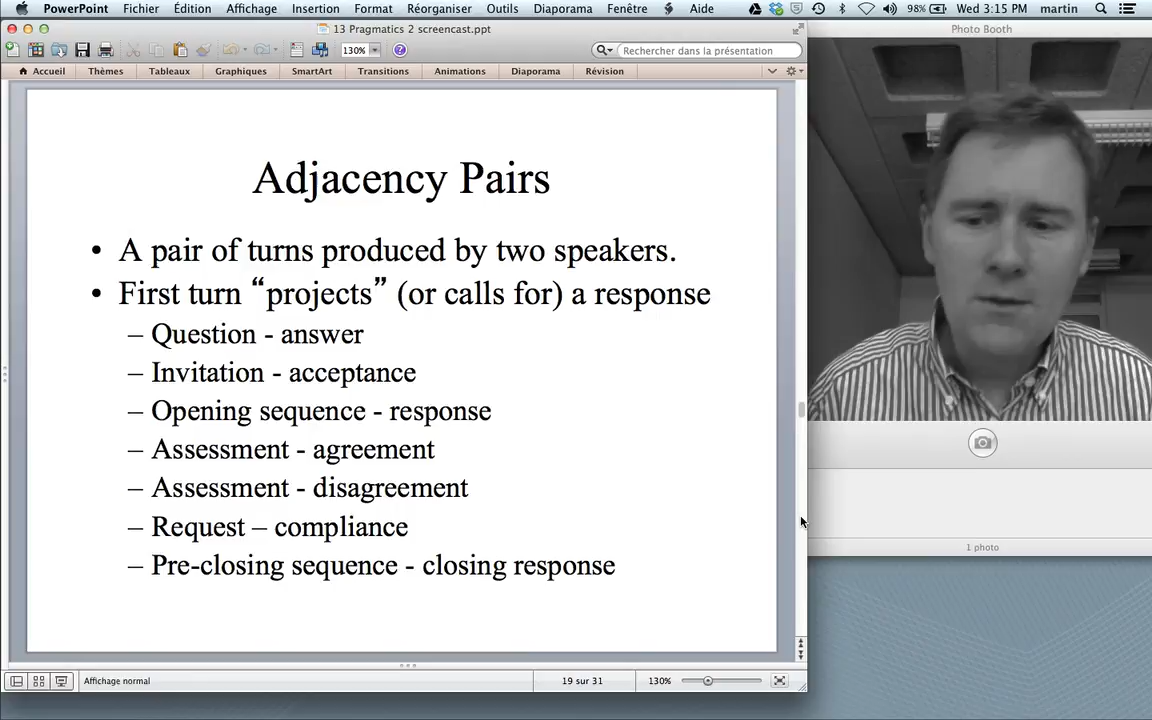 PowerPoint Fichier Édition Affichage Insertion Format Réorganiser Outils Diaporama Fenêtre Aide 98% Wed 3:15 PM martin
13 Pragmatics 2 screencast.ppt
Photo Booth
130%
Rechercher dans la présentation
Accueil Thèmes Tableaux Graphiques SmartArt Transitions Animations Diaporama Révision
Adjacency Pairs
• A pair of turns produced by two speakers.
• First turn “projects” (or calls for) a response
– Question - answer
– Invitation - acceptance
– Opening sequence - response
– Assessment - agreement
– Assessment - disagreement
– Request – compliance
– Pre-closing sequence - closing response
1 photo
Affichage normal 19 sur 31 130%